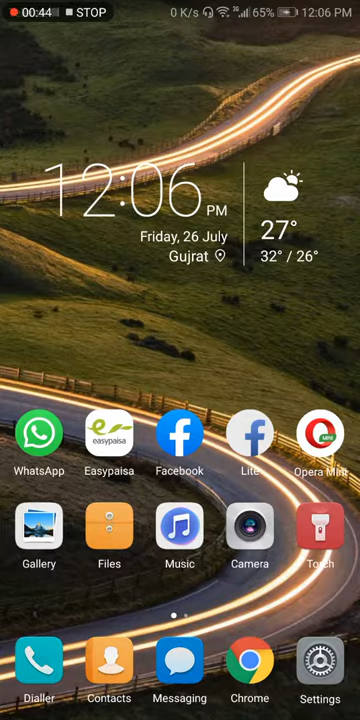 00:44 STOP 0 K/s 65% 12:06 PM
12:06 PM
27°
Friday, 26 July
Gujrat
32° / 26°
easypaisa
MINI
WhatsApp Easypaisa Facebook Lite Opera Mini
Gallery Files Music Camera Torch
Dialler Contacts Messaging Chrome Settings